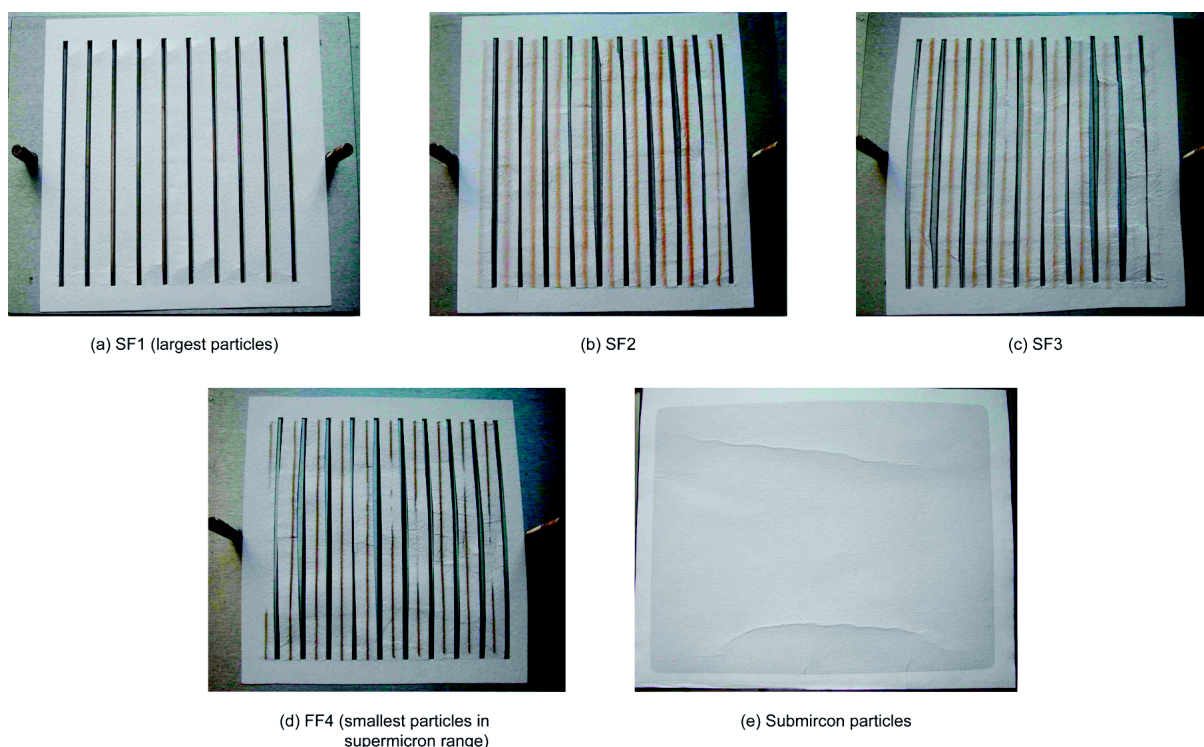 (a) SF1 (largest particles)
(b) SF2
(c) SF3
(d) FF4 (smallest particles in
supermicron range)
(e) Submircon particles